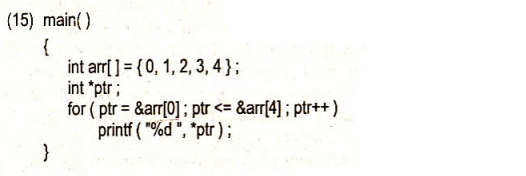 (15) main( )
{
int arr[ ] = { 0, 1, 2, 3, 4 } ;
int *ptr ;
for ( ptr = &arr[0] ; ptr <= &arr[4] ; ptr++ )
printf ( "%d ", *ptr ) ;
}